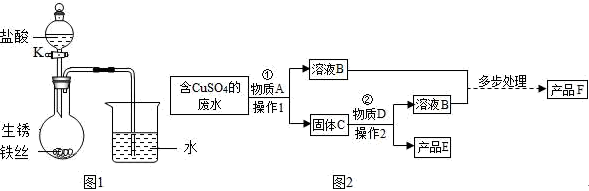 盐酸
K
生锈
铁丝
水
图1
含CuSO4的
废水
①
物质A
操作1
溶液B
固体C
②
物质D
操作2
溶液B
产品E
多步处理
产品F
图2